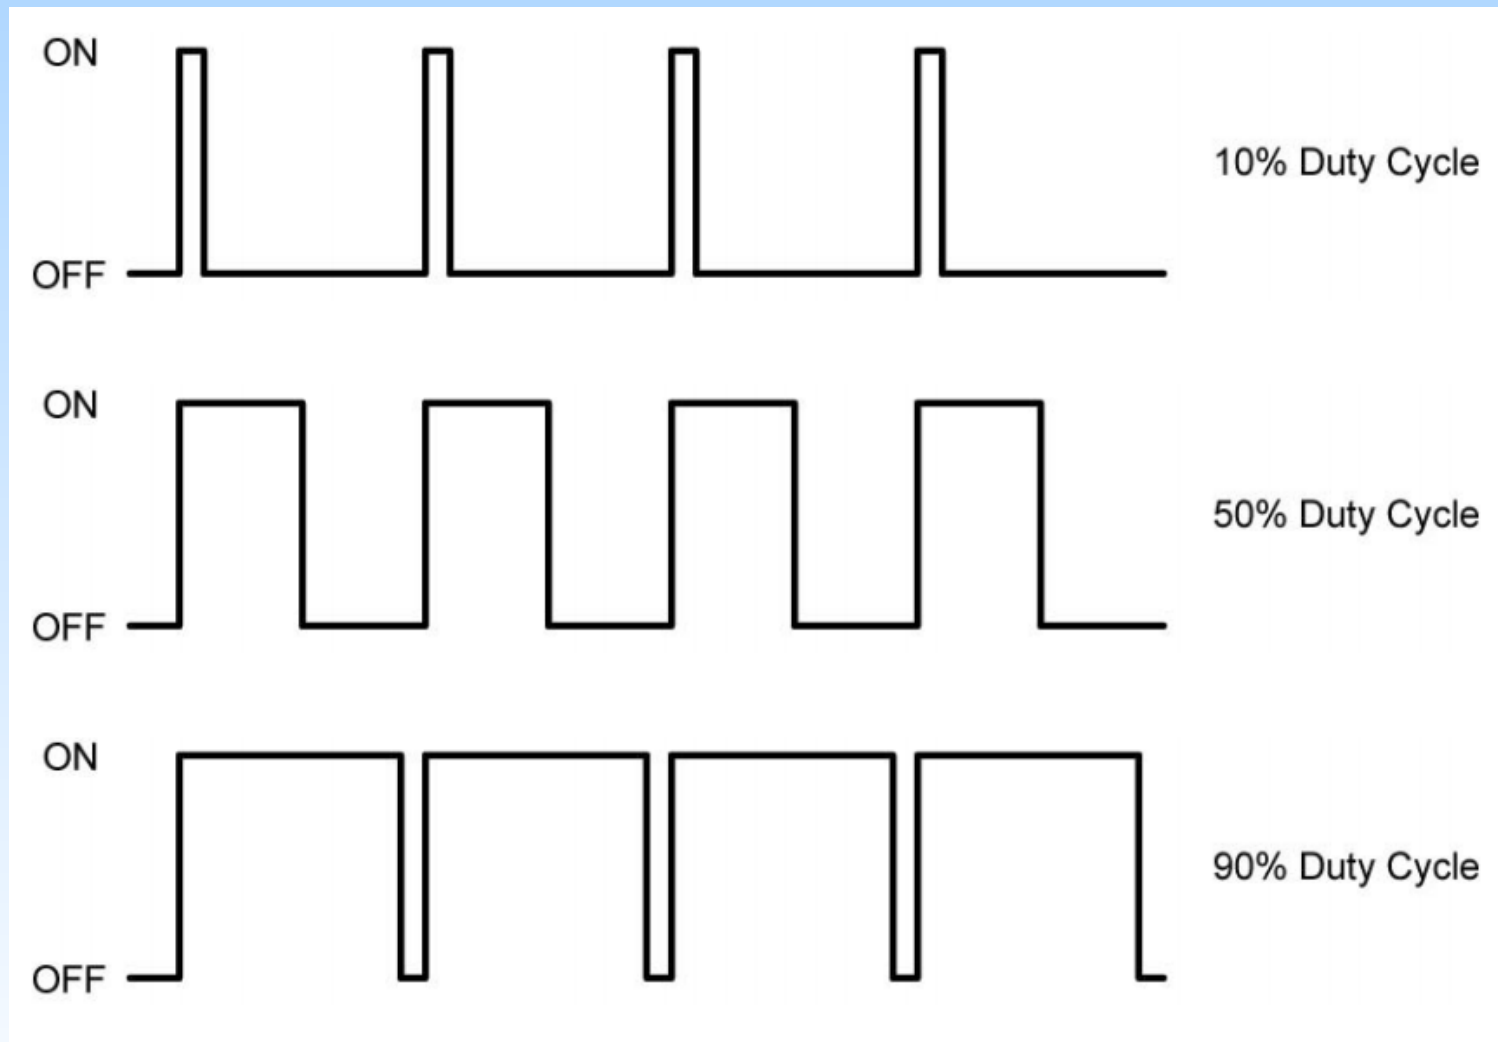 ON
10% Duty Cycle
OFF
ON
50% Duty Cycle
OFF
ON
90% Duty Cycle
OFF